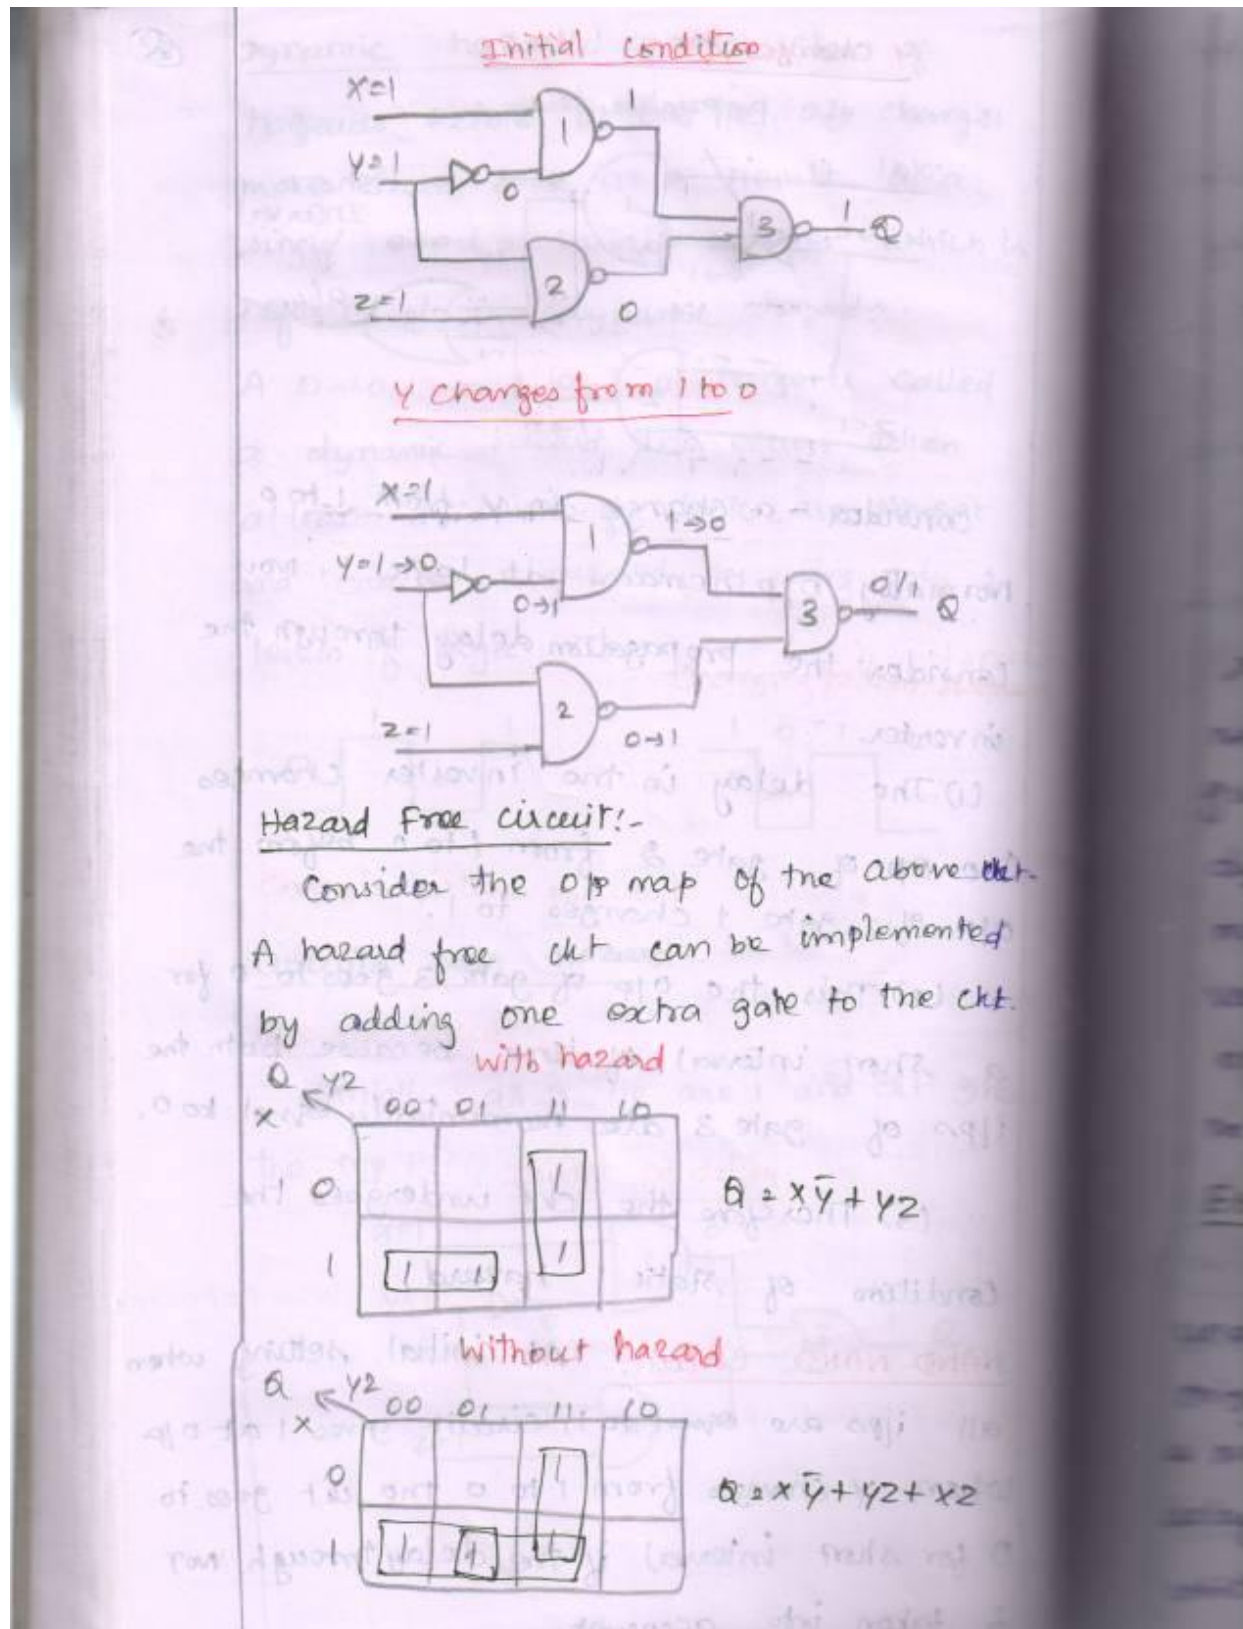 Initial Condition
X=1
1
1
Y=1
0
3
1
Q
2
Z=1
0
Y changes from 1 to 0
X=1
1
1→0
Y=1→0
0→1
3
0/1
Q
2
Z=1
0→1
Hazard Free circuit:-
Consider the o/p map of the above ckt.
A hazard free ckt can be implemented
by adding one extra gate to the ckt.
with hazard
Q YZ
X
00 01 11 10
0 1
1 1 1 1
Q = X Ȳ + YZ
Without hazard
Q YZ
X
00 01 11 10
0 1
1 1 1 1
Q = X Ȳ + YZ + XZ